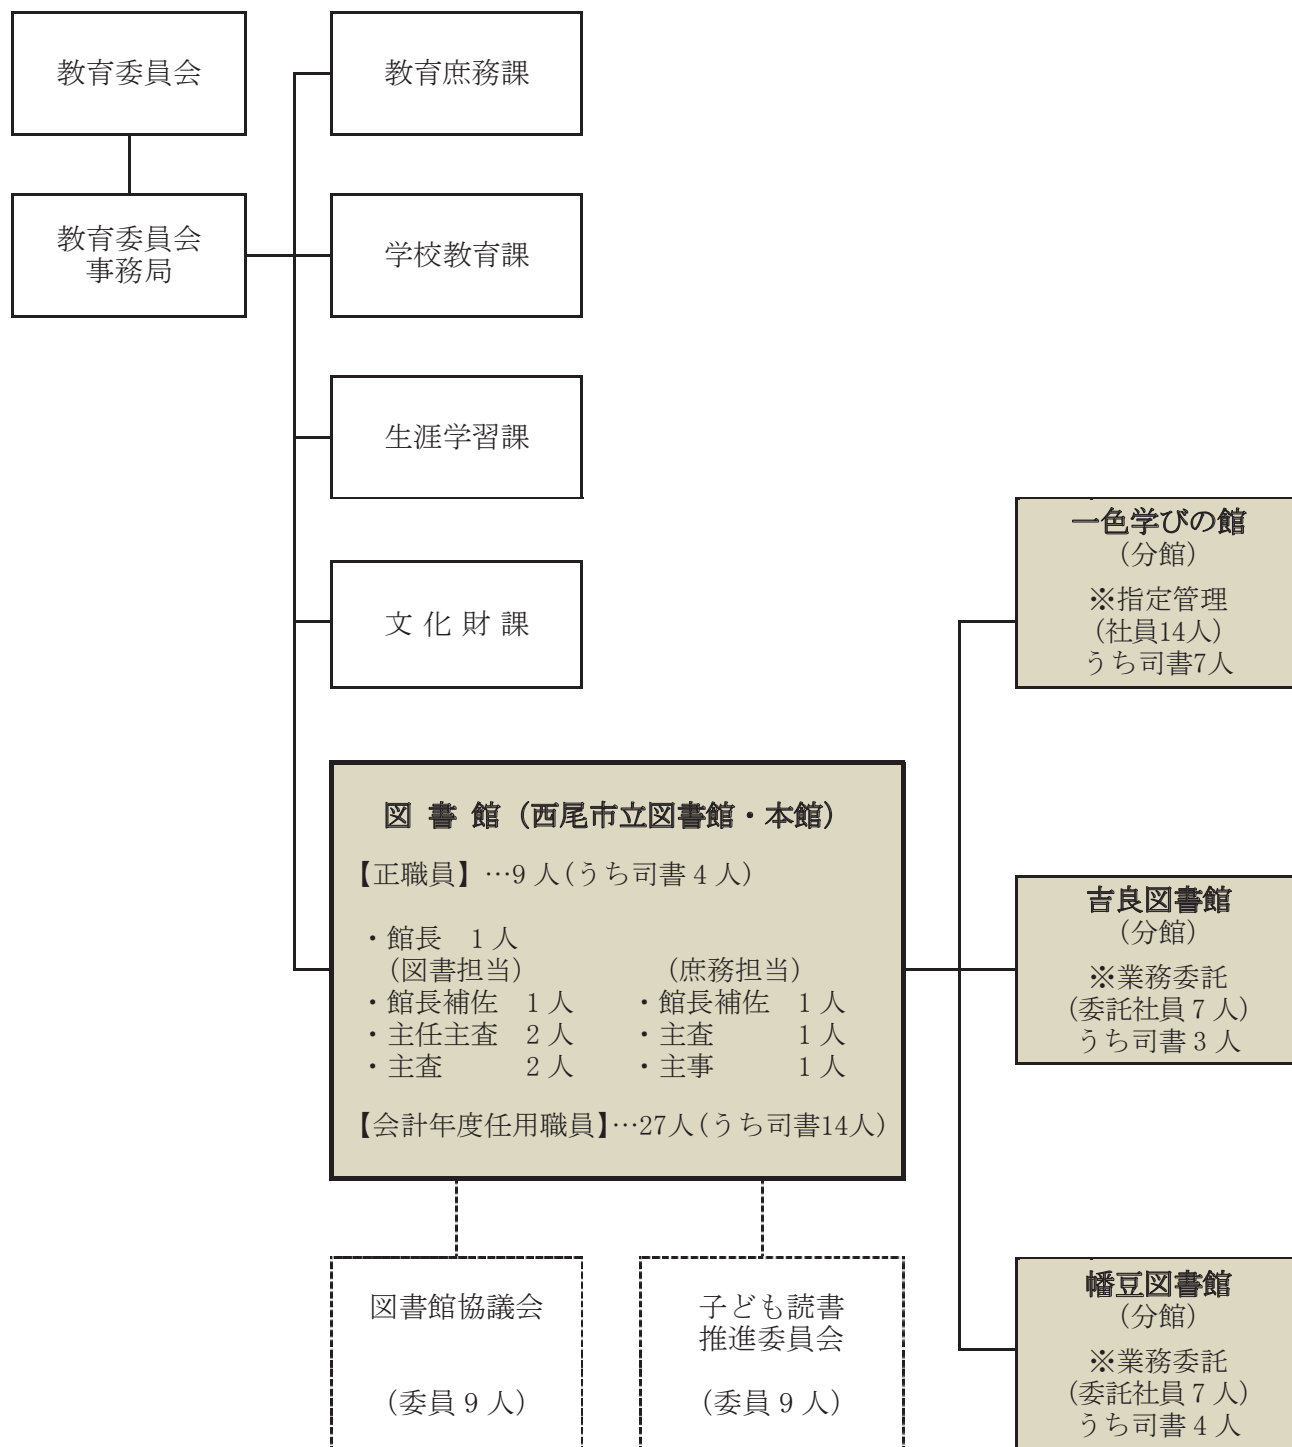 教育委員会
教育庶務課
教育委員会
事務局
学校教育課
生涯学習課
文化財課
図書館（西尾市立図書館・本館）
【正職員】…9人（うち司書4人）
・館長　1人
（図書担当）　（庶務担当）
・館長補佐　1人　・館長補佐　1人
・主任主査　2人　・主査　1人
・主査　2人　・主事　1人
【会計年度任用職員】…27人（うち司書14人）
図書館協議会
（委員9人）
子ども読書
推進委員会
（委員9人）
一色学びの館
（分館）
※指定管理
（社員14人）
うち司書7人
吉良図書館
（分館）
※業務委託
（委託社員7人）
うち司書3人
幡豆図書館
（分館）
※業務委託
（委託社員7人）
うち司書4人